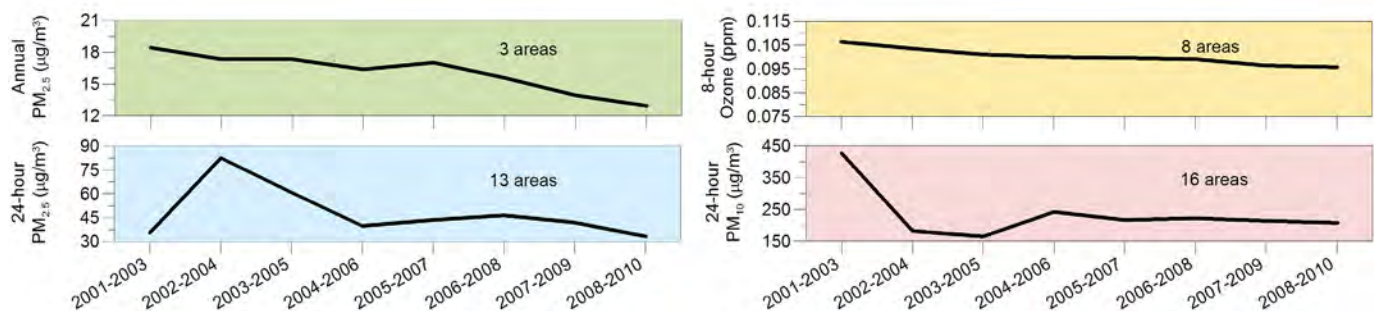 Annual
PM2.5 (µg/m³)
21
18
15
12
3 areas
24-hour
PM2.5 (µg/m³)
90
75
60
45
30
13 areas
2001-2003
2002-2004
2003-2005
2004-2006
2005-2007
2006-2008
2007-2009
2008-2010
8-hour
Ozone (ppm)
0.115
0.105
0.095
0.085
0.075
8 areas
24-hour
PM10 (µg/m³)
450
350
250
150
16 areas
2001-2003
2002-2004
2003-2005
2004-2006
2005-2007
2006-2008
2007-2009
2008-2010